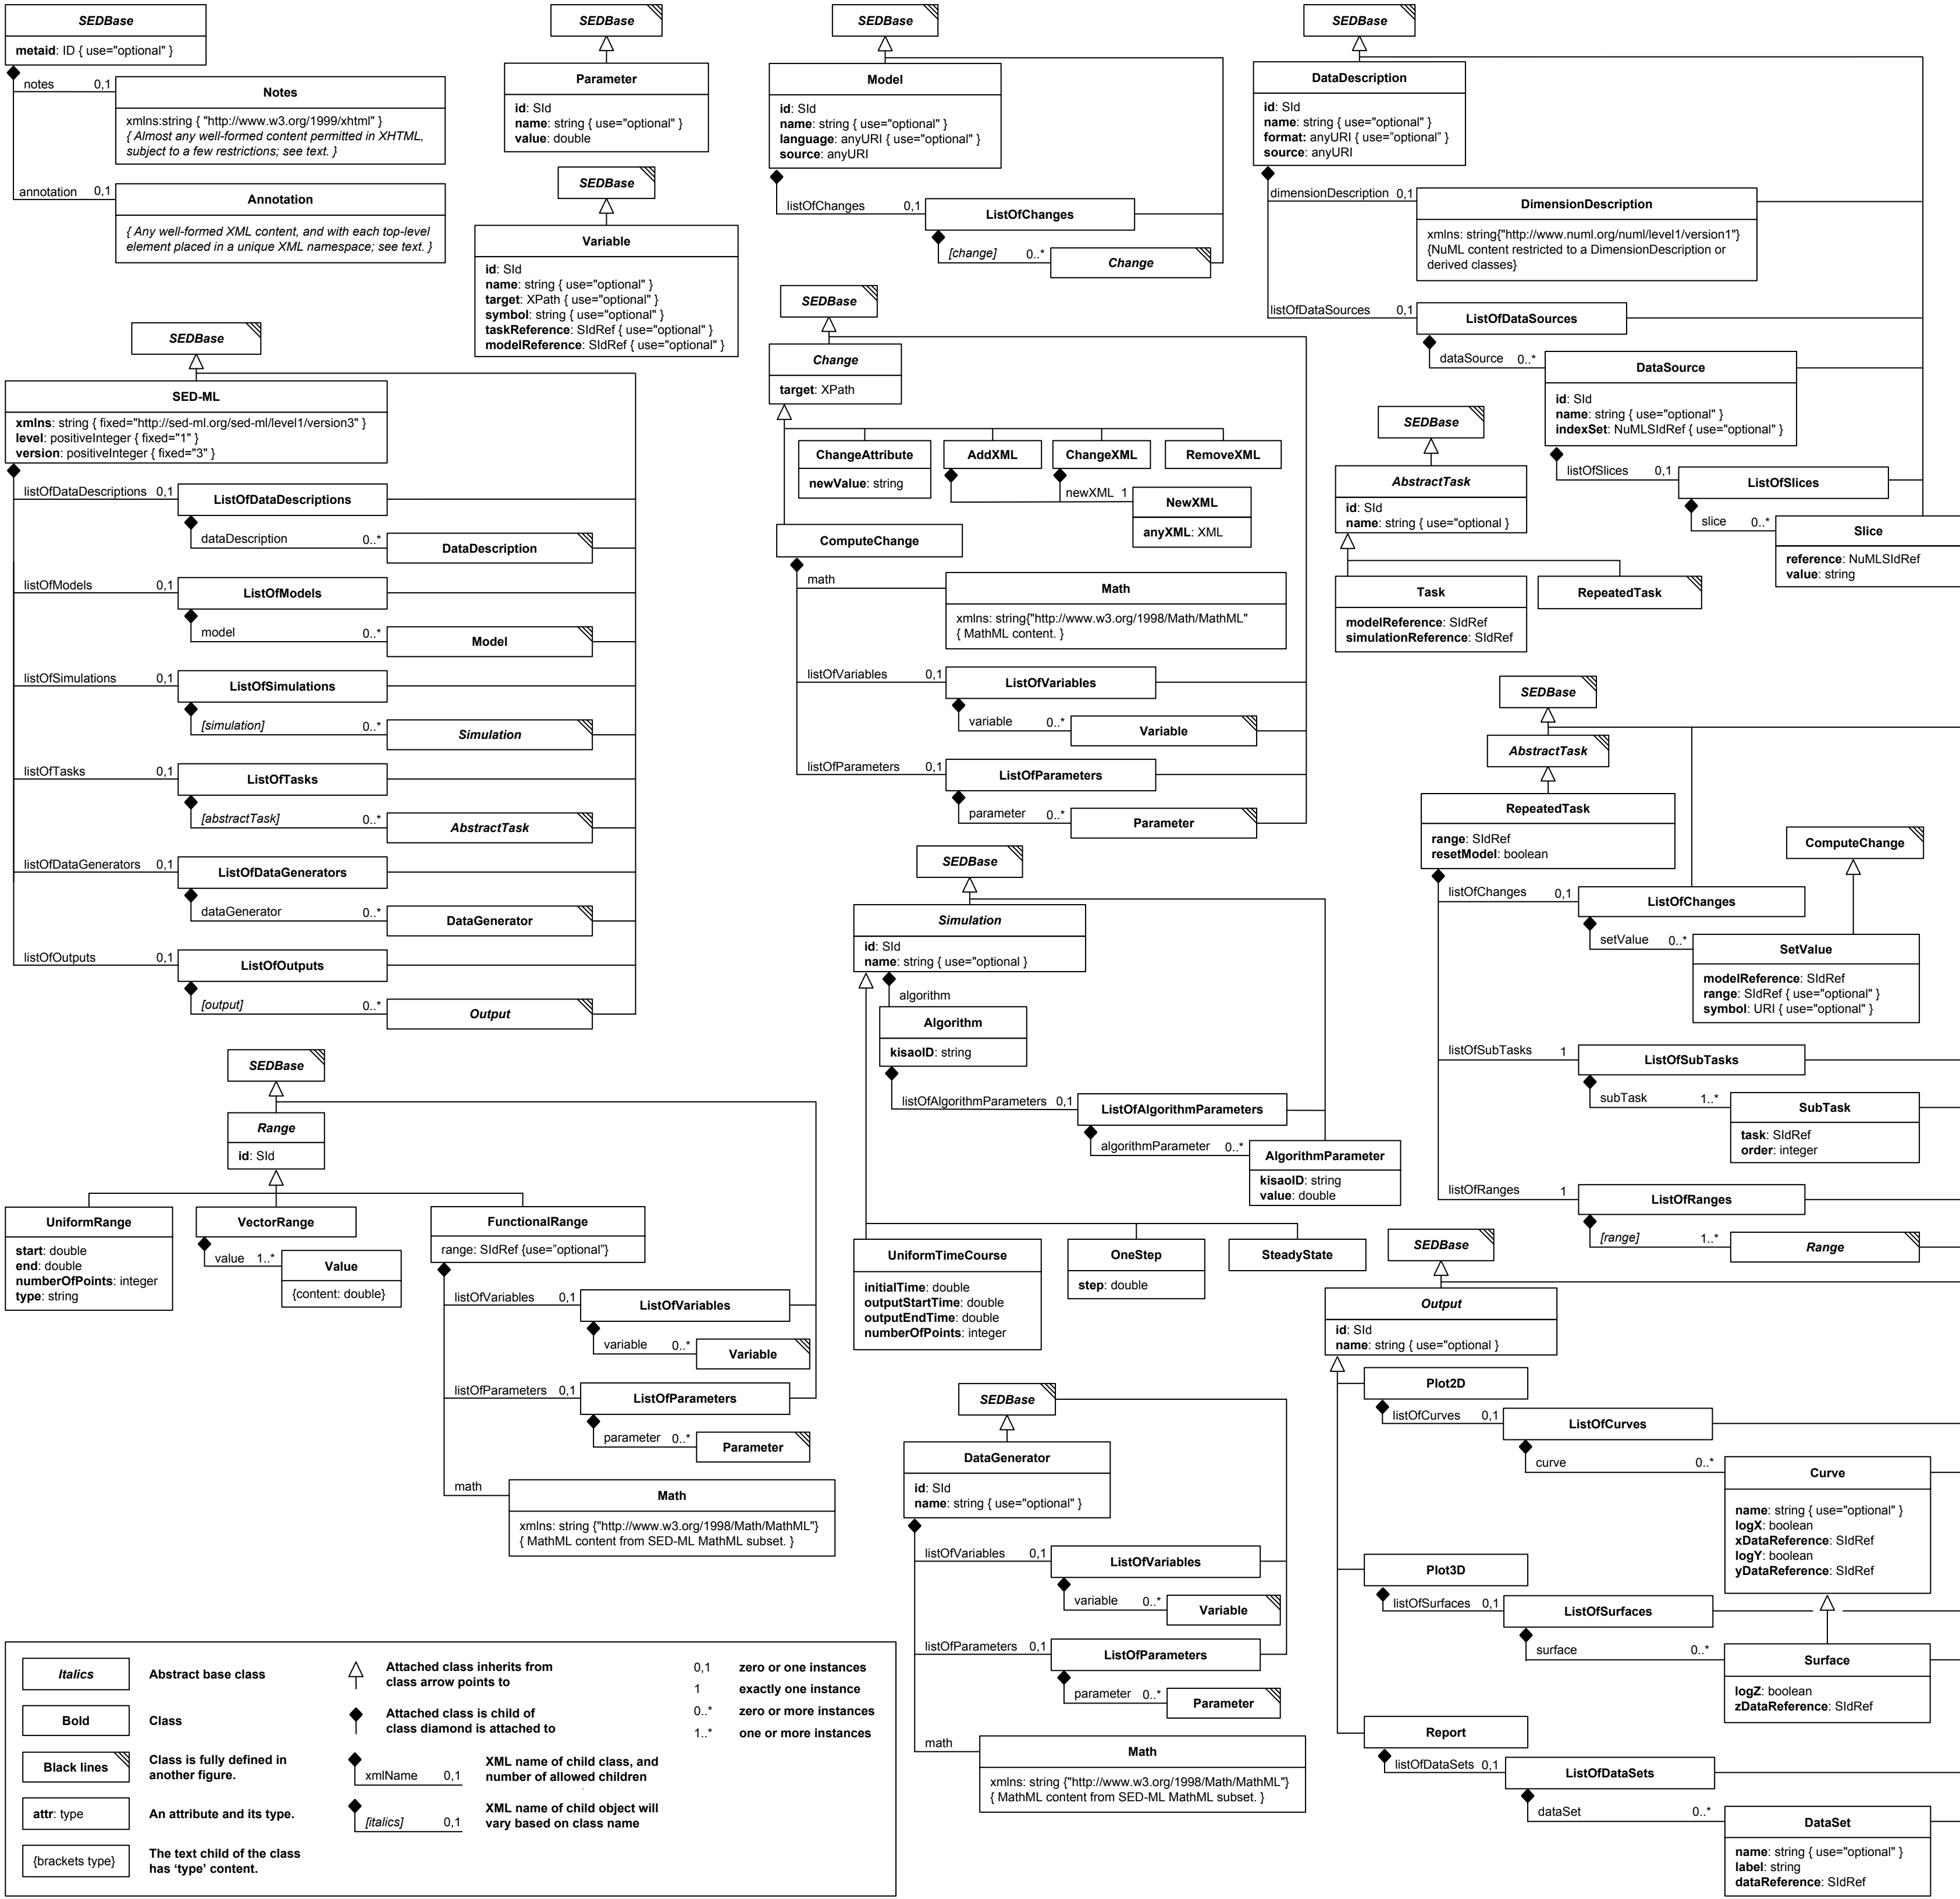 SEDBase
metaid: ID { use="optional" }
notes 0,1
Notes
xmlns:string { "http://www.w3.org/1999/xhtml" }
{ Almost any well-formed content permitted in XHTML,
subject to a few restrictions; see text. }
annotation 0,1
Annotation
{ Any well-formed XML content, and with each top-level
element placed in a unique XML namespace; see text. }
SEDBase
Parameter
id: SId
name: string { use="optional" }
value: double
SEDBase
Variable
id: SId
name: string { use="optional" }
target: XPath { use="optional" }
symbol: string { use="optional" }
taskReference: SIdRef { use="optional" }
modelReference: SIdRef { use="optional" }
SEDBase
Model
id: SId
name: string { use="optional" }
language: anyURI { use="optional" }
source: anyURI
listOfChanges 0,1
ListOfChanges
[change] 0..*
Change
SEDBase
DataDescription
id: SId
name: string { use="optional" }
format: anyURI { use="optional" }
source: anyURI
dimensionDescription 0,1
DimensionDescription
xmlns: string{"http://www.numl.org/numl/level1/version1"}
{NuML content restricted to a DimensionDescription or
derived classes}
listOfDataSources 0,1
ListOfDataSources
dataSource 0..*
DataSource
id: SId
name: string { use="optional" }
indexSet: NuMLSIdRef { use="optional" }
listOfSlices 0,1
ListOfSlices
slice 0..*
Slice
reference: NuMLSIdRef
value: string
SEDBase
SED-ML
xmlns: string { fixed="http://sed-ml.org/sed-ml/level1/version3" }
level: positiveInteger { fixed="1" }
version: positiveInteger { fixed="3" }
listOfDataDescriptions 0,1
ListOfDataDescriptions
dataDescription 0..*
DataDescription
listOfModels 0,1
ListOfModels
model 0..*
Model
listOfSimulations 0,1
ListOfSimulations
[simulation] 0..*
Simulation
listOfTasks 0,1
ListOfTasks
[abstractTask] 0..*
AbstractTask
listOfDataGenerators 0,1
ListOfDataGenerators
dataGenerator 0..*
DataGenerator
listOfOutputs 0,1
ListOfOutputs
[output] 0..*
Output
SEDBase
Change
target: XPath
ChangeAttribute
newValue: string
AddXML
ChangeXML
RemoveXML
newXML 1
NewXML
anyXML: XML
ComputeChange
math
Math
xmlns: string{"http://www.w3.org/1998/Math/MathML"
{ MathML content. }
listOfVariables 0,1
ListOfVariables
variable 0..*
Variable
listOfParameters 0,1
ListOfParameters
parameter 0..*
Parameter
SEDBase
AbstractTask
id: SId
name: string { use="optional }
Task
modelReference: SIdRef
simulationReference: SIdRef
RepeatedTask
SEDBase
AbstractTask
RepeatedTask
range: SIdRef
resetModel: boolean
listOfChanges 0,1
ListOfChanges
ComputeChange
setValue 0..*
SetValue
modelReference: SIdRef
range: SIdRef { use="optional" }
symbol: URI { use="optional" }
listOfSubTasks 1
ListOfSubTasks
subTask 1..*
SubTask
task: SIdRef
order: integer
listOfRanges 1
ListOfRanges
[range] 1..*
Range
SEDBase
Simulation
id: SId
name: string { use="optional }
algorithm
Algorithm
kisaoID: string
listOfAlgorithmParameters 0,1
ListOfAlgorithmParameters
algorithmParameter 0..*
AlgorithmParameter
kisaoID: string
value: double
UniformTimeCourse
initialTime: double
outputStartTime: double
outputEndTime: double
numberOfPoints: integer
OneStep
step: double
SteadyState
SEDBase
Range
id: SId
UniformRange
start: double
end: double
numberOfPoints: integer
type: string
VectorRange
value 1..*
Value
{content: double}
FunctionalRange
range: SIdRef {use="optional"}
listOfVariables 0,1
ListOfVariables
variable 0..*
Variable
listOfParameters 0,1
ListOfParameters
parameter 0..*
Parameter
math
Math
xmlns: string {"http://www.w3.org/1998/Math/MathML"}
{ MathML content from SED-ML MathML subset. }
SEDBase
DataGenerator
id: SId
name: string { use="optional" }
listOfVariables 0,1
ListOfVariables
variable 0..*
Variable
listOfParameters 0,1
ListOfParameters
parameter 0..*
Parameter
math
Math
xmlns: string {"http://www.w3.org/1998/Math/MathML"}
{ MathML content from SED-ML MathML subset. }
SEDBase
Output
id: SId
name: string { use="optional }
Plot2D
listOfCurves 0,1
ListOfCurves
curve 0..*
Curve
name: string { use="optional" }
logX: boolean
xDataReference: SIdRef
logY: boolean
yDataReference: SIdRef
Plot3D
listOfSurfaces 0,1
ListOfSurfaces
surface 0..*
Surface
logZ: boolean
zDataReference: SIdRef
Report
listOfDataSets 0,1
ListOfDataSets
dataSet 0..*
DataSet
name: string { use="optional" }
label: string
dataReference: SIdRef
Italics
Abstract base class
Bold
Class
Black lines
Class is fully defined in
another figure.
attr: type
An attribute and its type.
{brackets type}
The text child of the class
has ‘type’ content.
Attached class inherits from
class arrow points to
Attached class is child of
class diamond is attached to
xmlName 0,1
XML name of child class, and
number of allowed children
[italics] 0,1
XML name of child object will
vary based on class name
0,1 zero or one instances
1 exactly one instance
0..* zero or more instances
1..* one or more instances